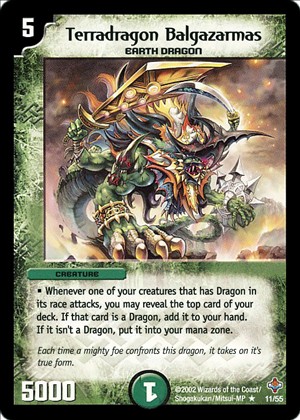 5
Terradragon Balgazarmas
EARTH DRAGON
CREATURE
■ Whenever one of your creatures that has Dragon in
its race attacks, you may reveal the top card of your
deck. If that card is a Dragon, add it to your hand.
If it isn't a Dragon, put it into your mana zone.
Each time a mighty foe confronts this dragon, it takes on it's
true form.
5000
1
©2002 Wizards of the Coast/
Shogakukan/Mitsui-MP ★ 11/55